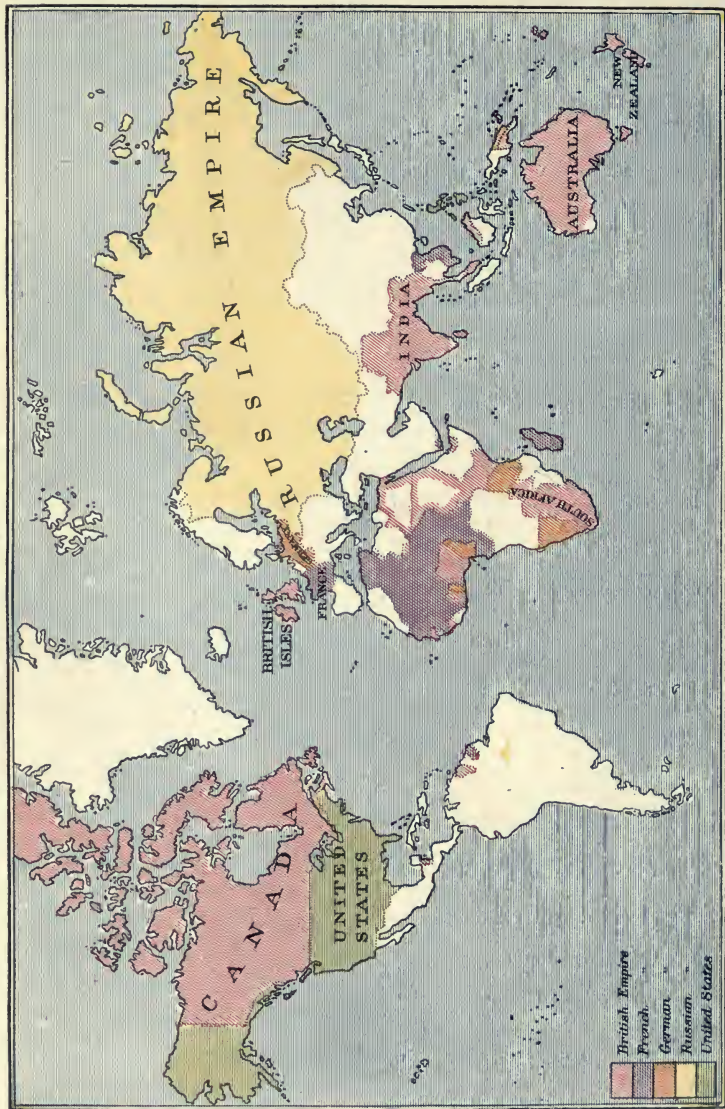 RUSSIAN EMPIRE
CANADA
UNITED
STATES
BRITISH
ISLES
FRANCE
INDIA
SOUTH AFRICA
AUSTRALIA
NEW
ZEALAND
British Empire
French "
German "
Russian "
United States